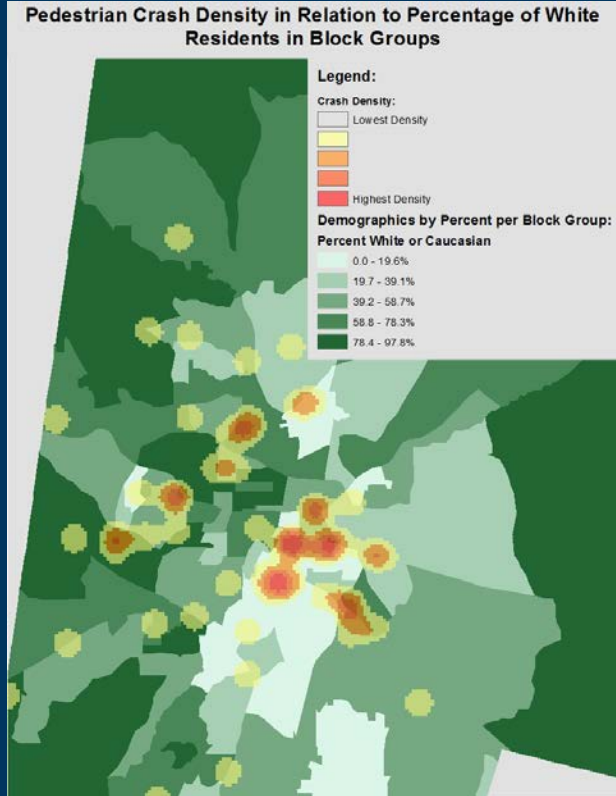 Pedestrian Crash Density in Relation to Percentage of White
Residents in Block Groups
Legend:
Crash Density:
Lowest Density
Highest Density
Demographics by Percent per Block Group:
Percent White or Caucasian
0.0 - 19.6%
19.7 - 39.1%
39.2 - 58.7%
58.8 - 78.3%
78.4 - 97.8%